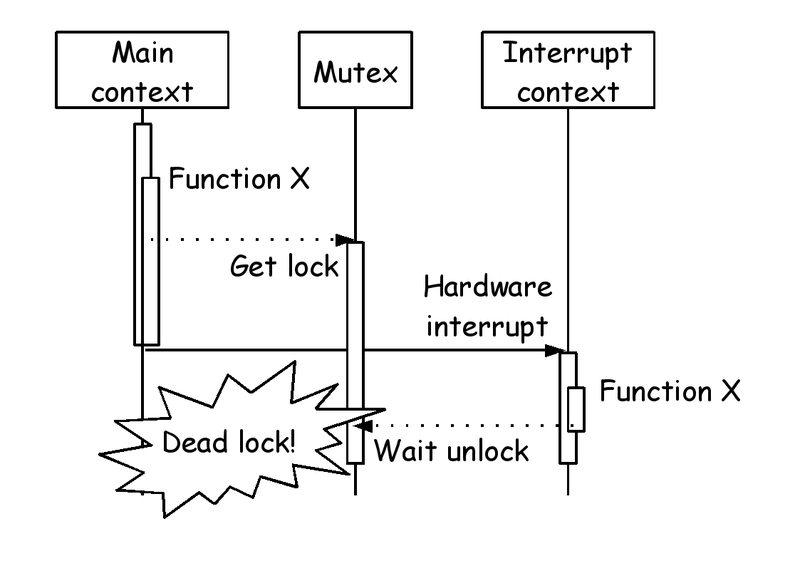 Main
context
Mutex
Interrupt
context
Function X
Get lock
Hardware
interrupt
Function X
Dead lock!
Wait unlock